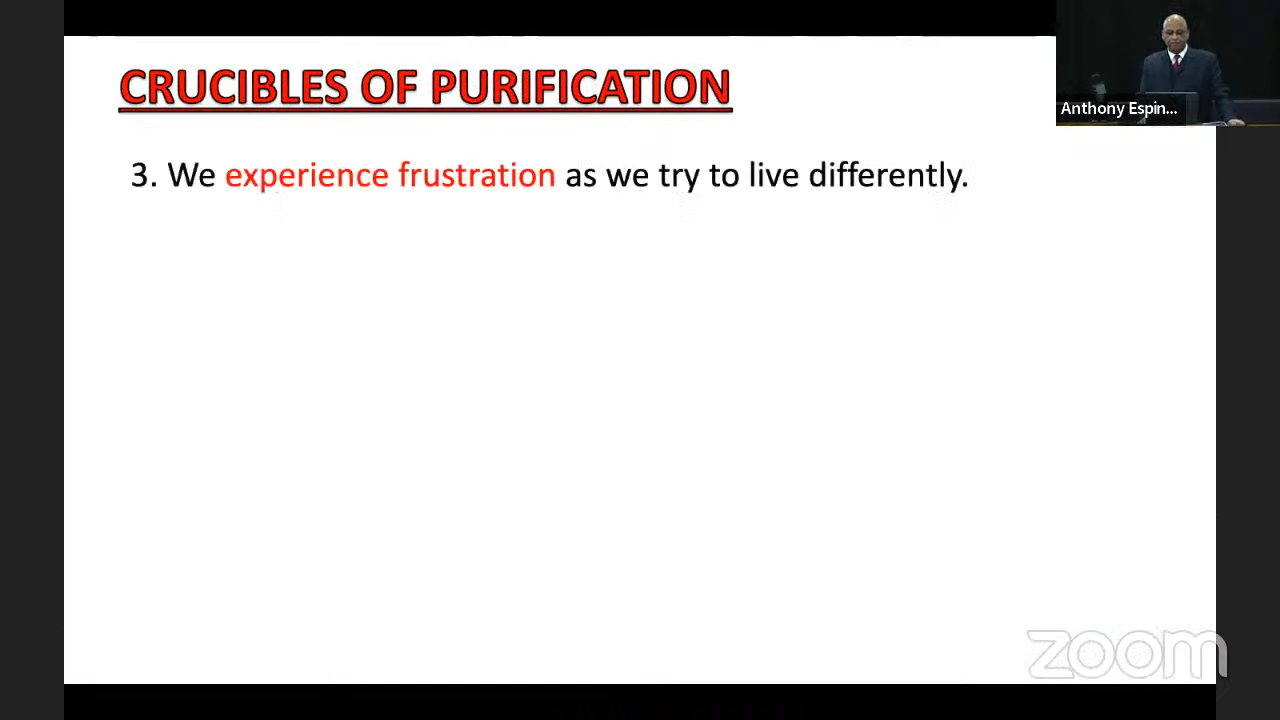 CRUCIBLES OF PURIFICATION
Anthony Espin...
3. We experience frustration as we try to live differently.
zoom